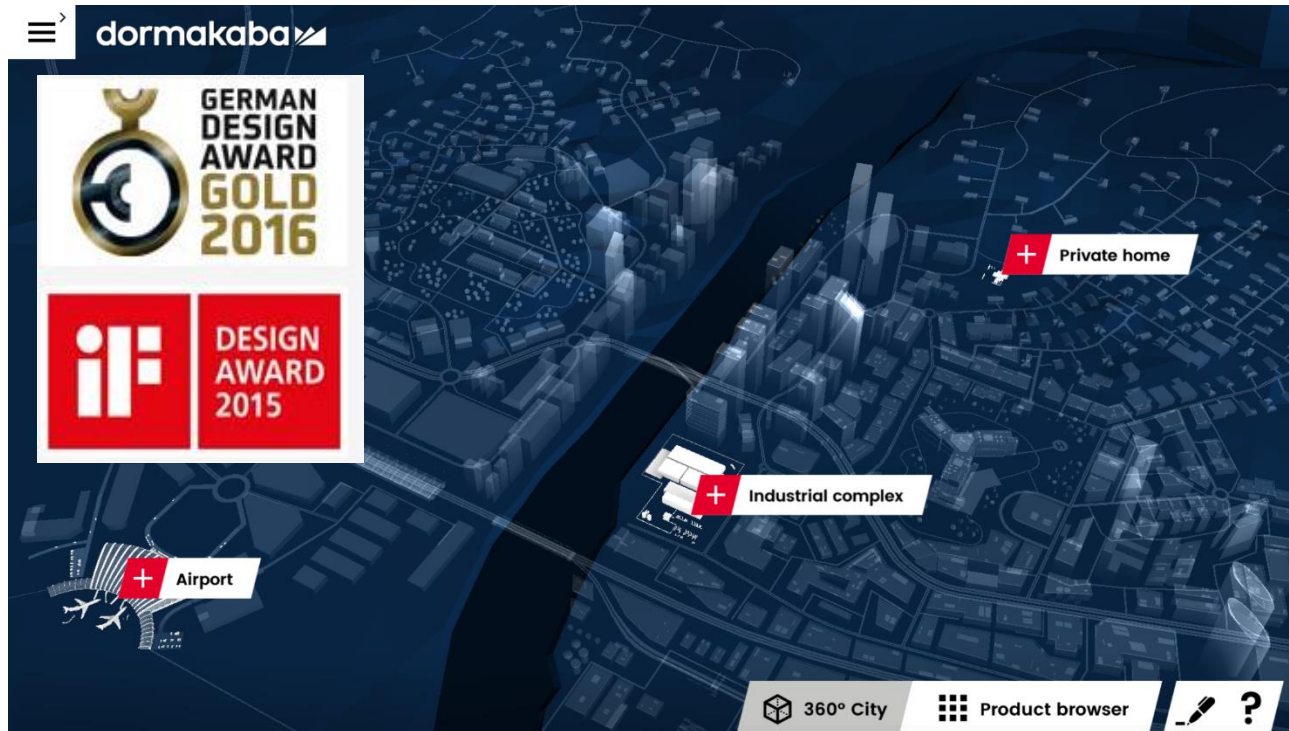 dormakaba
GERMAN
DESIGN
AWARD
GOLD
2016
iF
DESIGN
AWARD
2015
Private home
Industrial complex
Airport
360° City
Product browser
?